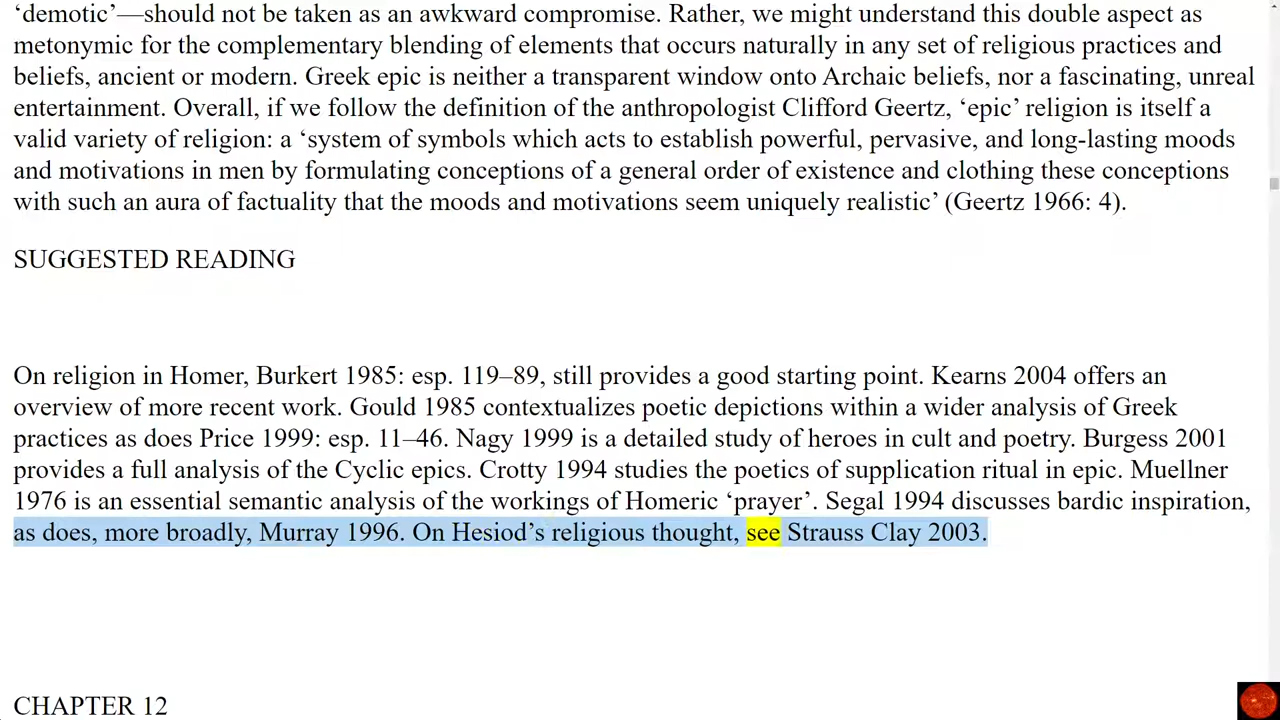 ‘demotic’—should not be taken as an awkward compromise. Rather, we might understand this double aspect as
metonymic for the complementary blending of elements that occurs naturally in any set of religious practices and
beliefs, ancient or modern. Greek epic is neither a transparent window onto Archaic beliefs, nor a fascinating, unreal
entertainment. Overall, if we follow the definition of the anthropologist Clifford Geertz, ‘epic’ religion is itself a
valid variety of religion: a ‘system of symbols which acts to establish powerful, pervasive, and long-lasting moods
and motivations in men by formulating conceptions of a general order of existence and clothing these conceptions
with such an aura of factuality that the moods and motivations seem uniquely realistic’ (Geertz 1966: 4).
SUGGESTED READING
On religion in Homer, Burkert 1985: esp. 119–89, still provides a good starting point. Kearns 2004 offers an
overview of more recent work. Gould 1985 contextualizes poetic depictions within a wider analysis of Greek
practices as does Price 1999: esp. 11–46. Nagy 1999 is a detailed study of heroes in cult and poetry. Burgess 2001
provides a full analysis of the Cyclic epics. Crotty 1994 studies the poetics of supplication ritual in epic. Muellner
1976 is an essential semantic analysis of the workings of Homeric ‘prayer’. Segal 1994 discusses bardic inspiration,
as does, more broadly, Murray 1996. On Hesiod’s religious thought, see Strauss Clay 2003.
CHAPTER 12